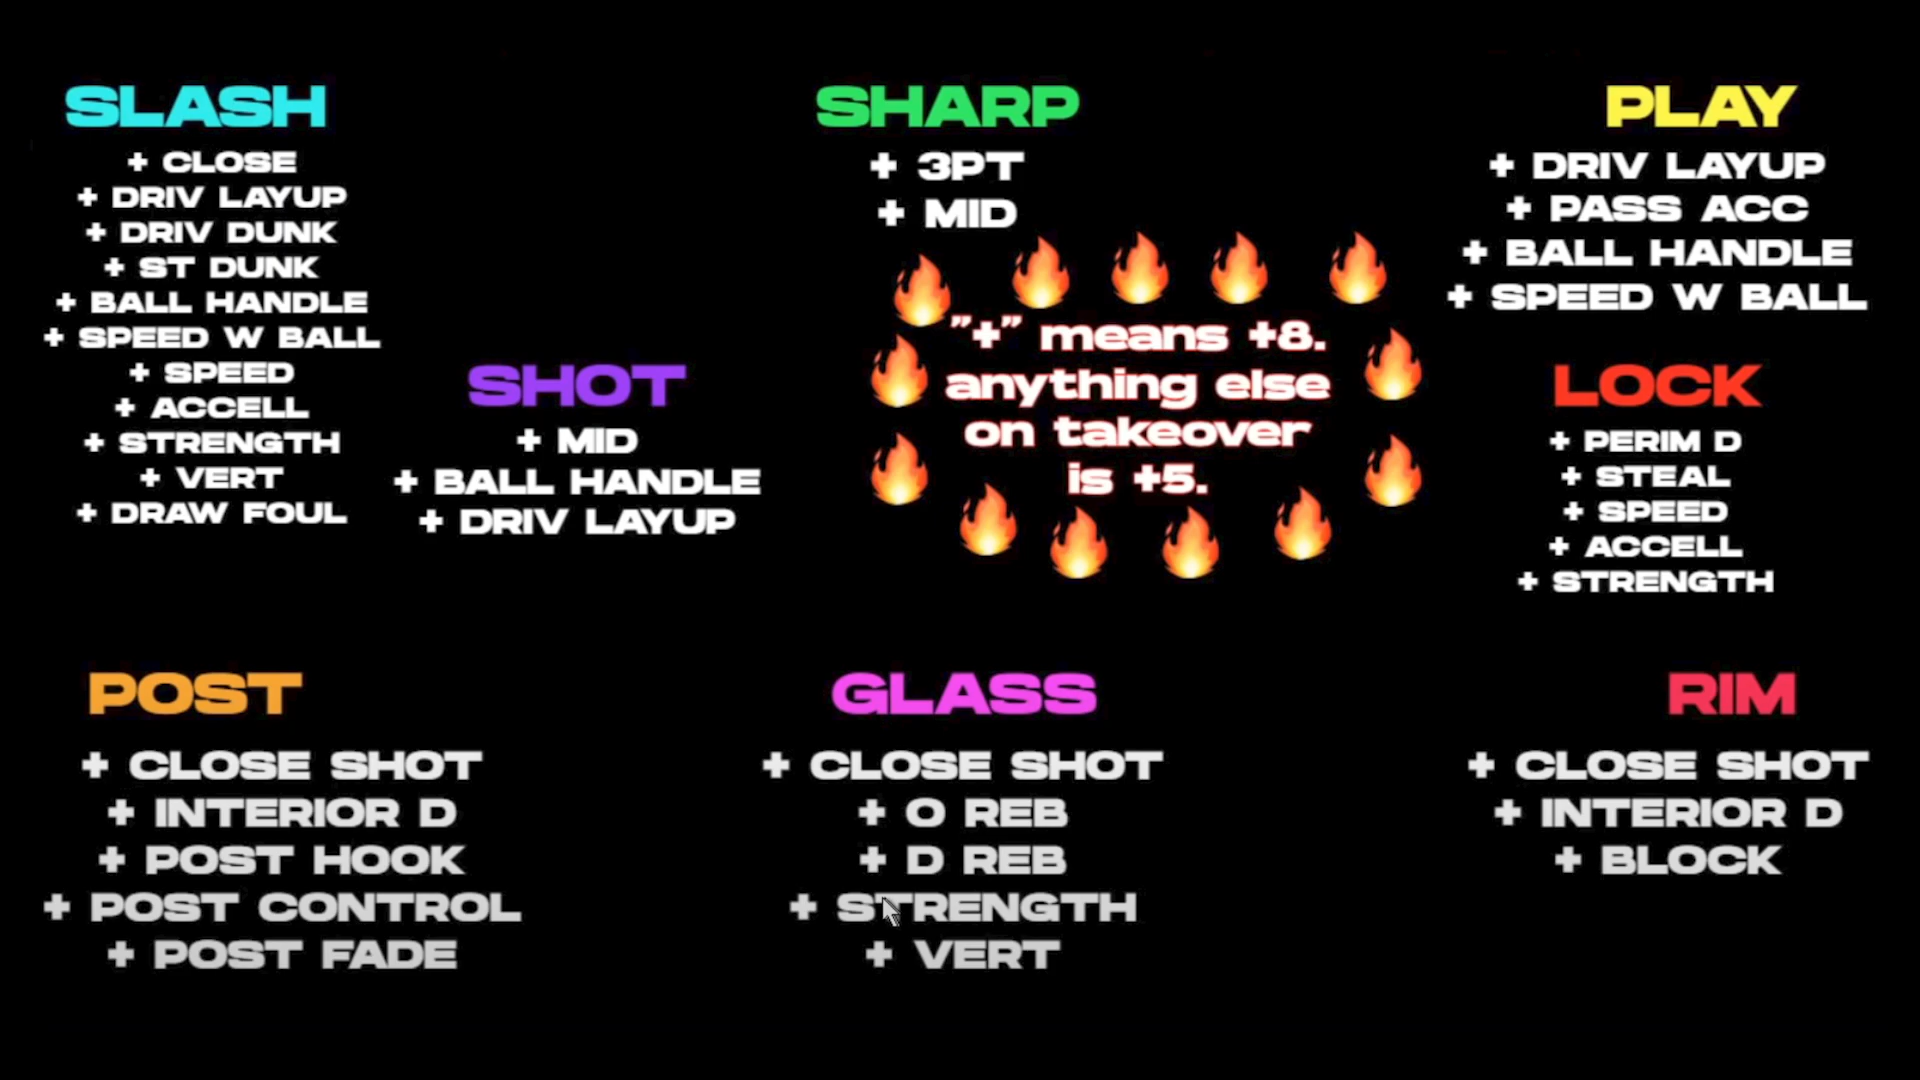 SLASH
+ CLOSE
+ DRIV LAYUP
+ DRIV DUNK
+ ST DUNK
+ BALL HANDLE
+ SPEED W BALL
+ SPEED
+ ACCELL
+ STRENGTH
+ VERT
+ DRAW FOUL
SHOT
+ MID
+ BALL HANDLE
+ DRIV LAYUP
SHARP
+ 3PT
+ MID
"+" means +8.
anything else
on takeover
is +5.
PLAY
+ DRIV LAYUP
+ PASS ACC
+ BALL HANDLE
+ SPEED W BALL
LOCK
+ PERIM D
+ STEAL
+ SPEED
+ ACCELL
+ STRENGTH
POST
+ CLOSE SHOT
+ INTERIOR D
+ POST HOOK
+ POST CONTROL
+ POST FADE
GLASS
+ CLOSE SHOT
+ O REB
+ D REB
+ STRENGTH
+ VERT
RIM
+ CLOSE SHOT
+ INTERIOR D
+ BLOCK